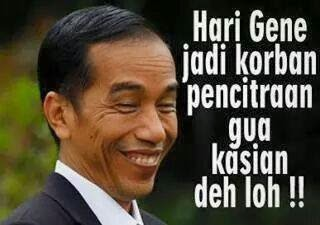 Hari Gene
jadi korban
pencitraan
gua
kasian
deh loh !!